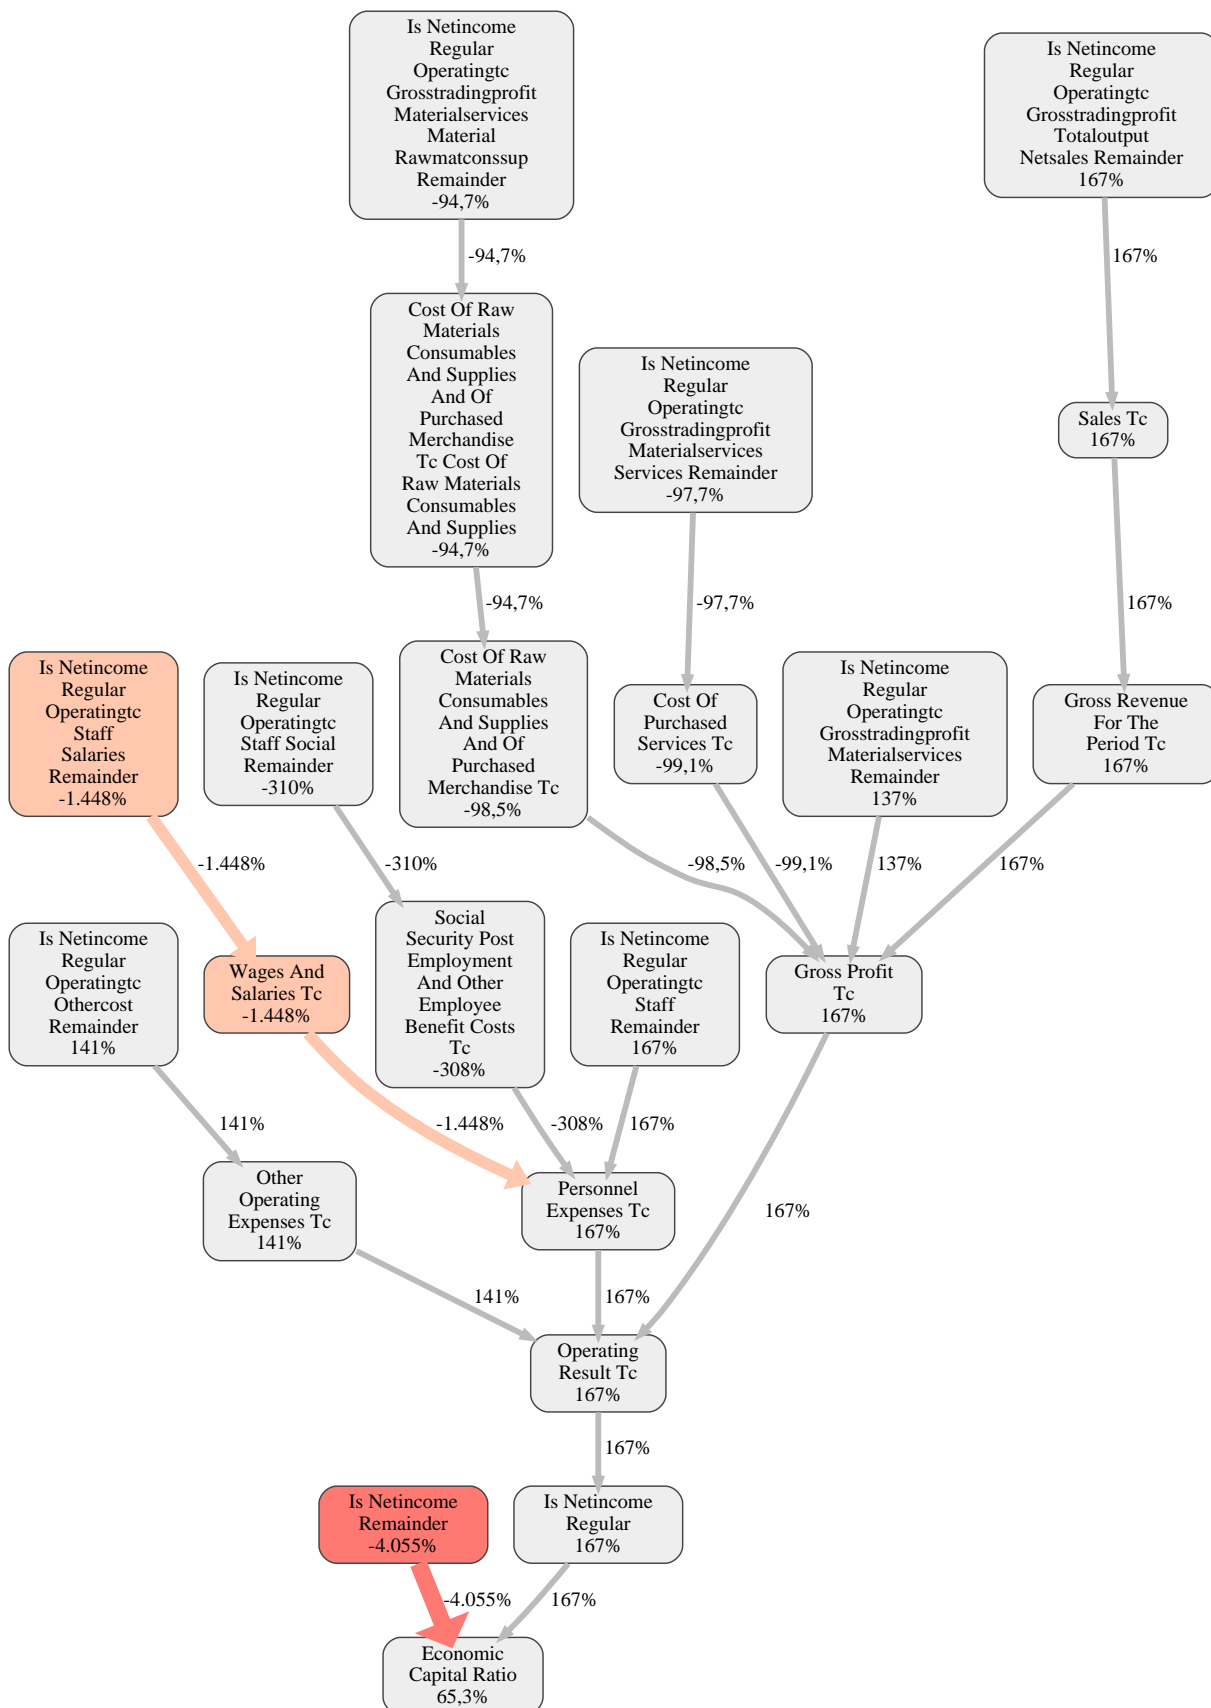 Is Netincome
Regular
Operatingtc
Grosstradingprofit
Materialservices
Material
Rawmatconssup
Remainder
-94,7%
Is Netincome
Regular
Operatingtc
Grosstradingprofit
Totaloutput
Netsales Remainder
167%
-94,7%
167%
Cost Of Raw
Materials
Consumables
And Supplies
And Of
Purchased
Merchandise
Tc Cost Of
Raw Materials
Consumables
And Supplies
-94,7%
Is Netincome
Regular
Operatingtc
Grosstradingprofit
Materialservices
Services Remainder
-97,7%
Sales Tc
167%
-94,7%
-97,7%
167%
Is Netincome
Regular
Operatingtc
Staff
Salaries
Remainder
-1.448%
Is Netincome
Regular
Operatingtc
Staff Social
Remainder
-310%
Cost Of Raw
Materials
Consumables
And Supplies
And Of
Purchased
Merchandise Tc
-98,5%
Cost Of
Purchased
Services Tc
-99,1%
Is Netincome
Regular
Operatingtc
Grosstradingprofit
Materialservices
Remainder
137%
Gross Revenue
For The
Period Tc
167%
-1.448%
-310%
-98,5%
-99,1%
137%
167%
Is Netincome
Regular
Operatingtc
Othercost
Remainder
141%
Wages And
Salaries Tc
-1.448%
Social
Security Post
Employment
And Other
Employee
Benefit Costs
Tc
-308%
Is Netincome
Regular
Operatingtc
Staff
Remainder
167%
Gross Profit
Tc
167%
141%
-1.448%
-308%
167%
167%
Other
Operating
Expenses Tc
141%
Personnel
Expenses Tc
167%
141%
167%
Operating
Result Tc
167%
167%
Is Netincome
Remainder
-4.055%
Is Netincome
Regular
167%
-4.055%
167%
Economic
Capital Ratio
65,3%